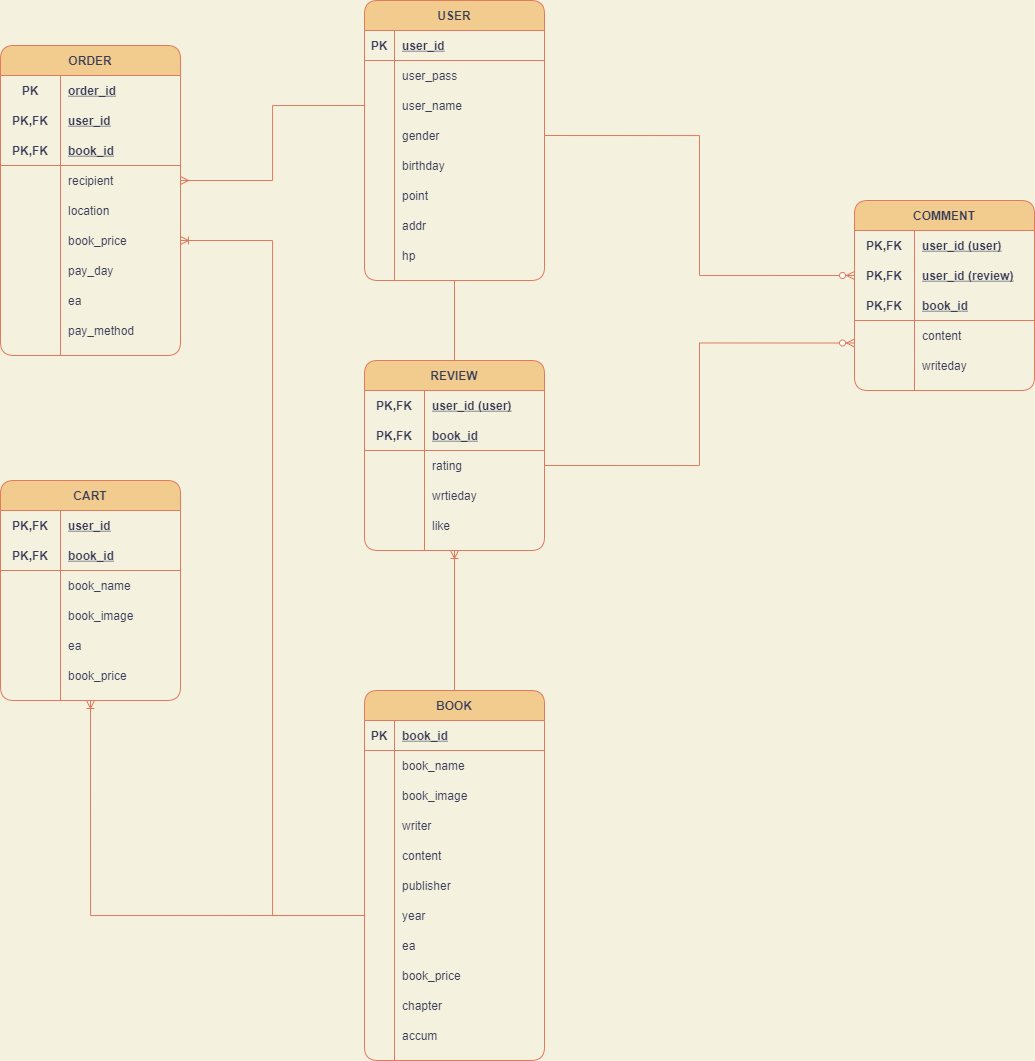 USER
PK user_id
user_pass
user_name
gender
birthday
point
addr
hp
ORDER
PK order_id
PK,FK user_id
PK,FK book_id
recipient
location
book_price
pay_day
ea
pay_method
COMMENT
PK,FK user_id (user)
PK,FK user_id (review)
PK,FK book_id
content
writeday
REVIEW
PK,FK user_id (user)
PK,FK book_id
rating
wrtieday
like
CART
PK,FK user_id
PK,FK book_id
book_name
book_image
ea
book_price
BOOK
PK book_id
book_name
book_image
writer
content
publisher
year
ea
book_price
chapter
accum